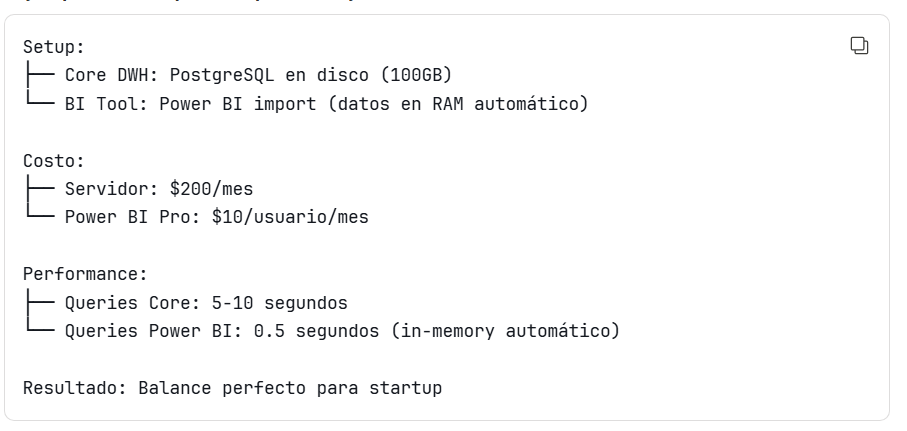 Setup:
├── Core DWH: PostgreSQL en disco (100GB)
└── BI Tool: Power BI import (datos en RAM automático)
Costo:
├── Servidor: $200/mes
└── Power BI Pro: $10/usuario/mes
Performance:
├── Queries Core: 5-10 segundos
└── Queries Power BI: 0.5 segundos (in-memory automático)
Resultado: Balance perfecto para startup